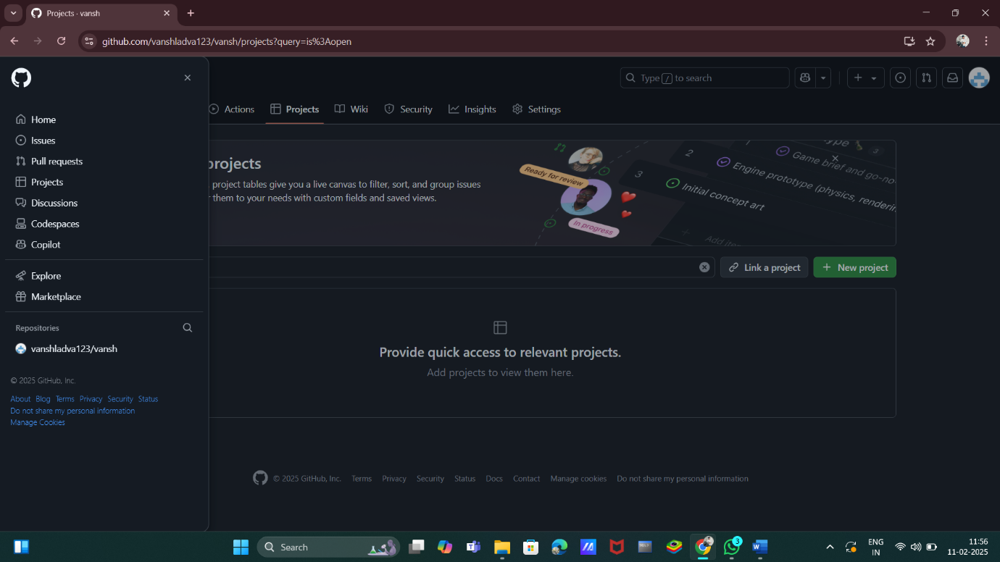 Projects · vansh
github.com/vanshladva123/vansh/projects?query=is%3Aopen
Type / to search
Home
Issues
Pull requests
Projects
Discussions
Codespaces
Copilot
Explore
Marketplace
Repositories
vanshladva123/vansh
© 2025 GitHub, Inc.
About Blog Terms Privacy Security Status
Do not share my personal information
Manage Cookies
Actions Projects Wiki Security Insights Settings
projects
project tables give you a live canvas to filter, sort, and group issues
them to your needs with custom fields and saved views.
Ready for review
In progress
1
2
3
3
Game brief and go-no-
Engine prototype (physics, renderin
Initial concept art
Link a project
New project
Provide quick access to relevant projects.
Add projects to view them here.
© 2025 GitHub, Inc. Terms Privacy Security Status Docs Contact Manage cookies Do not share my personal information
Search
3
ENG
IN
11:56
11-02-2025